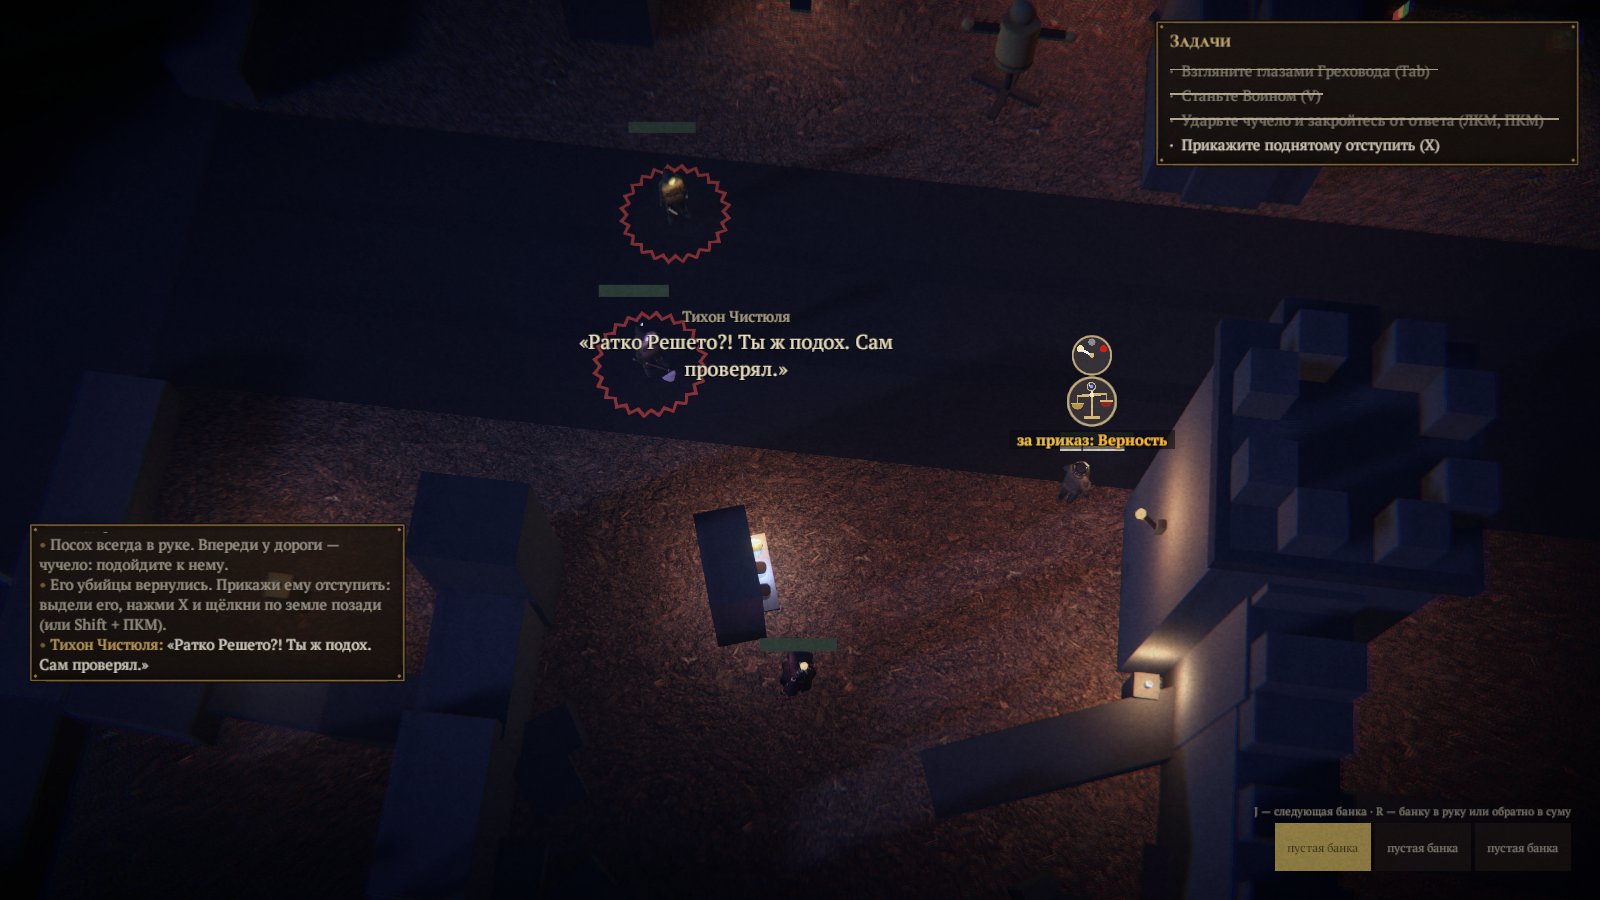 Задачи
· Взгляните глазами Греховода (Tab)
· Станьте Воином (V)
· Ударьте чучело и закройтесь от ответа (ЛКМ, ПКМ)
· Прикажите поднятому отступить (X)
Тихон Чистюля
«Ратко Решето?! Ты ж подох. Сам
проверял.»
за приказ: Верность
• Посох всегда в руке. Впереди у дороги —
чучело: подойдите к нему.
• Его убийцы вернулись. Прикажи ему отступить:
выдели его, нажми X и щёлкни по земле позади
(или Shift + ПКМ).
• Тихон Чистюля: «Ратко Решето?! Ты ж подох.
Сам проверял.»
J — следующая банка · R — банку в руку или обратно в суму
пустая банка пустая банка пустая банка